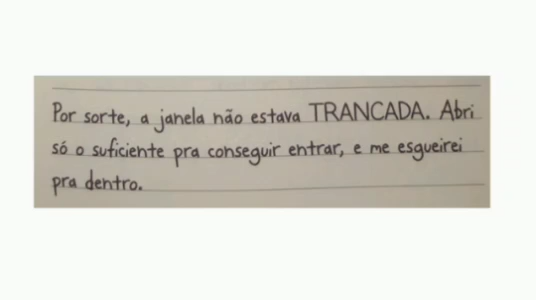 Por sorte, a janela não estava TRANCADA. Abri
só o suficiente pra conseguir entrar, e me esgueirei
pra dentro.